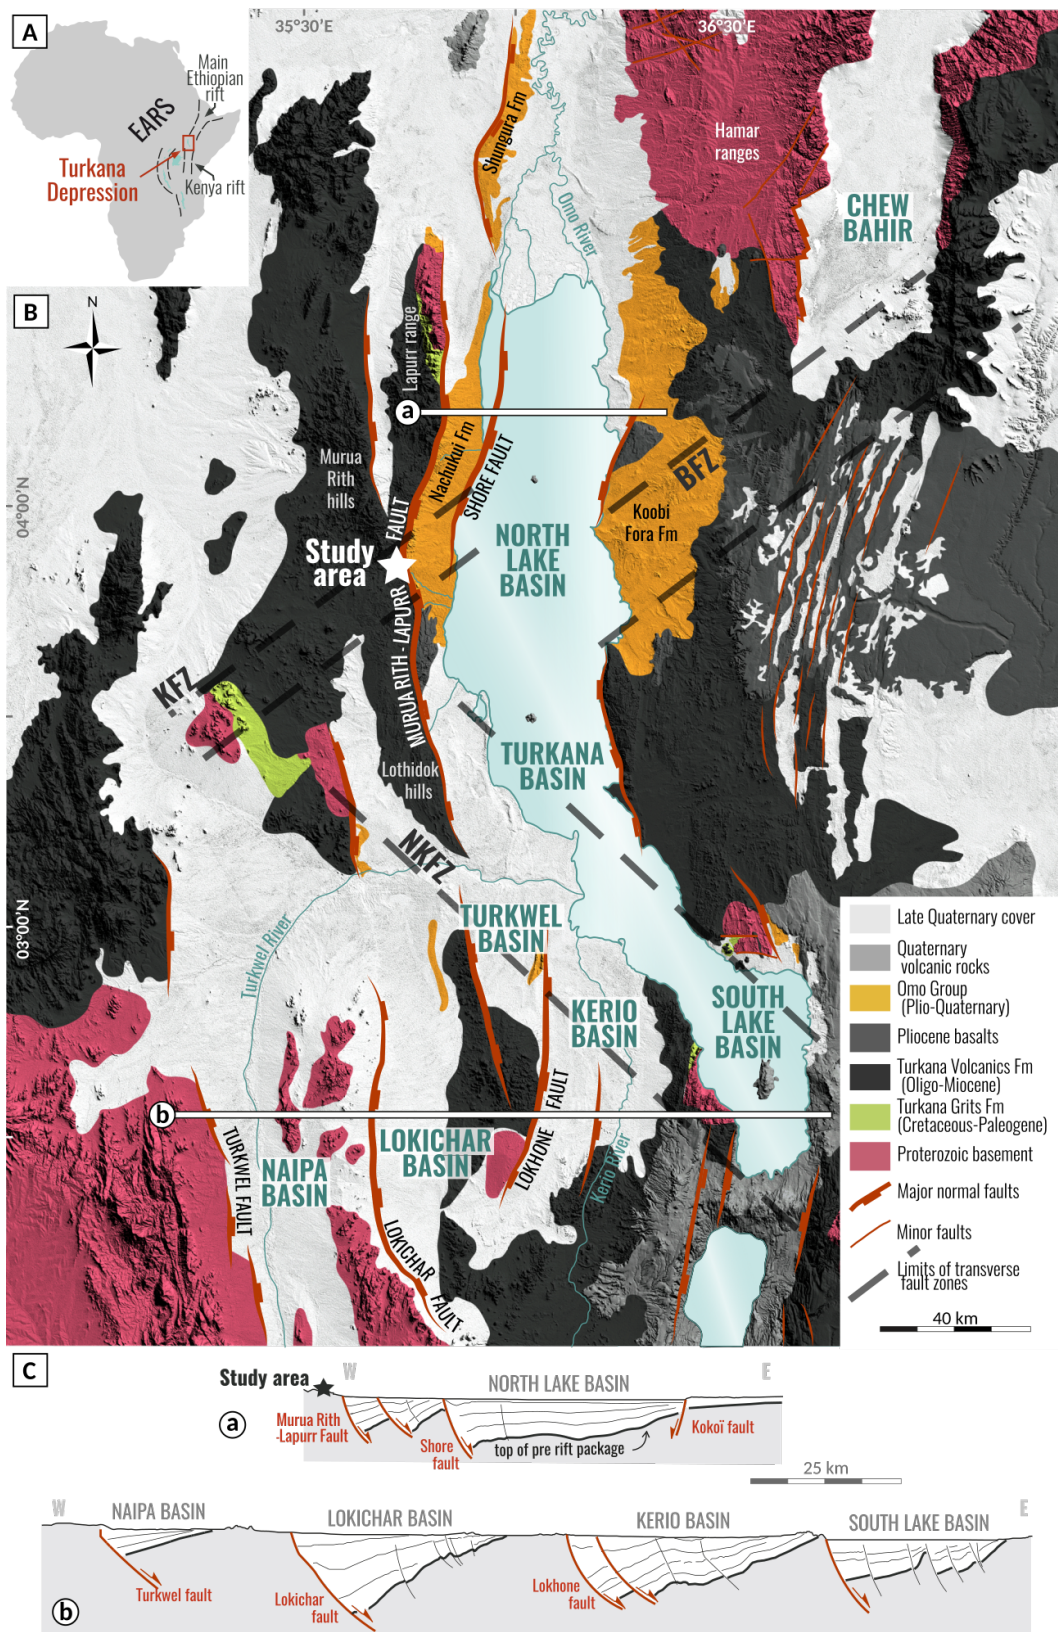 A
Main
Ethiopian
rift
EARS
Turkana
Depression
Kenya rift
35°30'E
36°30'E
Shungura Fm
Omo River
Hamar
ranges
CHEW
BAHIR
B
N
Lapurr range
a
Murua
Rith
hills
Nachukui Fm
SHORE FAULT
BFZ
Koobi
Fora Fm
04°00'N
Study
area
NORTH
LAKE
BASIN
MURUA RITH - LAPURR FAULT
KFZ
TURKANA
BASIN
Lothidok
hills
NKFZ
03°00'N
Turkwel River
TURKWEL
BASIN
KERIO
BASIN
SOUTH
LAKE
BASIN
b
TURKWEL FAULT
NAIPA
BASIN
LOKICHAR
BASIN
LOKHONE FAULT
Kerio River
LOKICHAR FAULT
Late Quaternary cover
Quaternary
volcanic rocks
Omo Group
(Plio-Quaternary)
Pliocene basalts
Turkana Volcanics Fm
(Oligo-Miocene)
Turkana Grits Fm
(Cretaceous-Paleogene)
Proterozoic basement
Major normal faults
Minor faults
Limits of transverse
fault zones
40 km
C
Study area
W
NORTH LAKE BASIN
E
a
Murua Rith
-Lapurr Fault
Shore
fault
top of pre rift package
Kokoï fault
25 km
W
NAIPA BASIN
LOKICHAR BASIN
KERIO BASIN
SOUTH LAKE BASIN
E
Turkwel fault
Lokichar
fault
Lokhone
fault
b